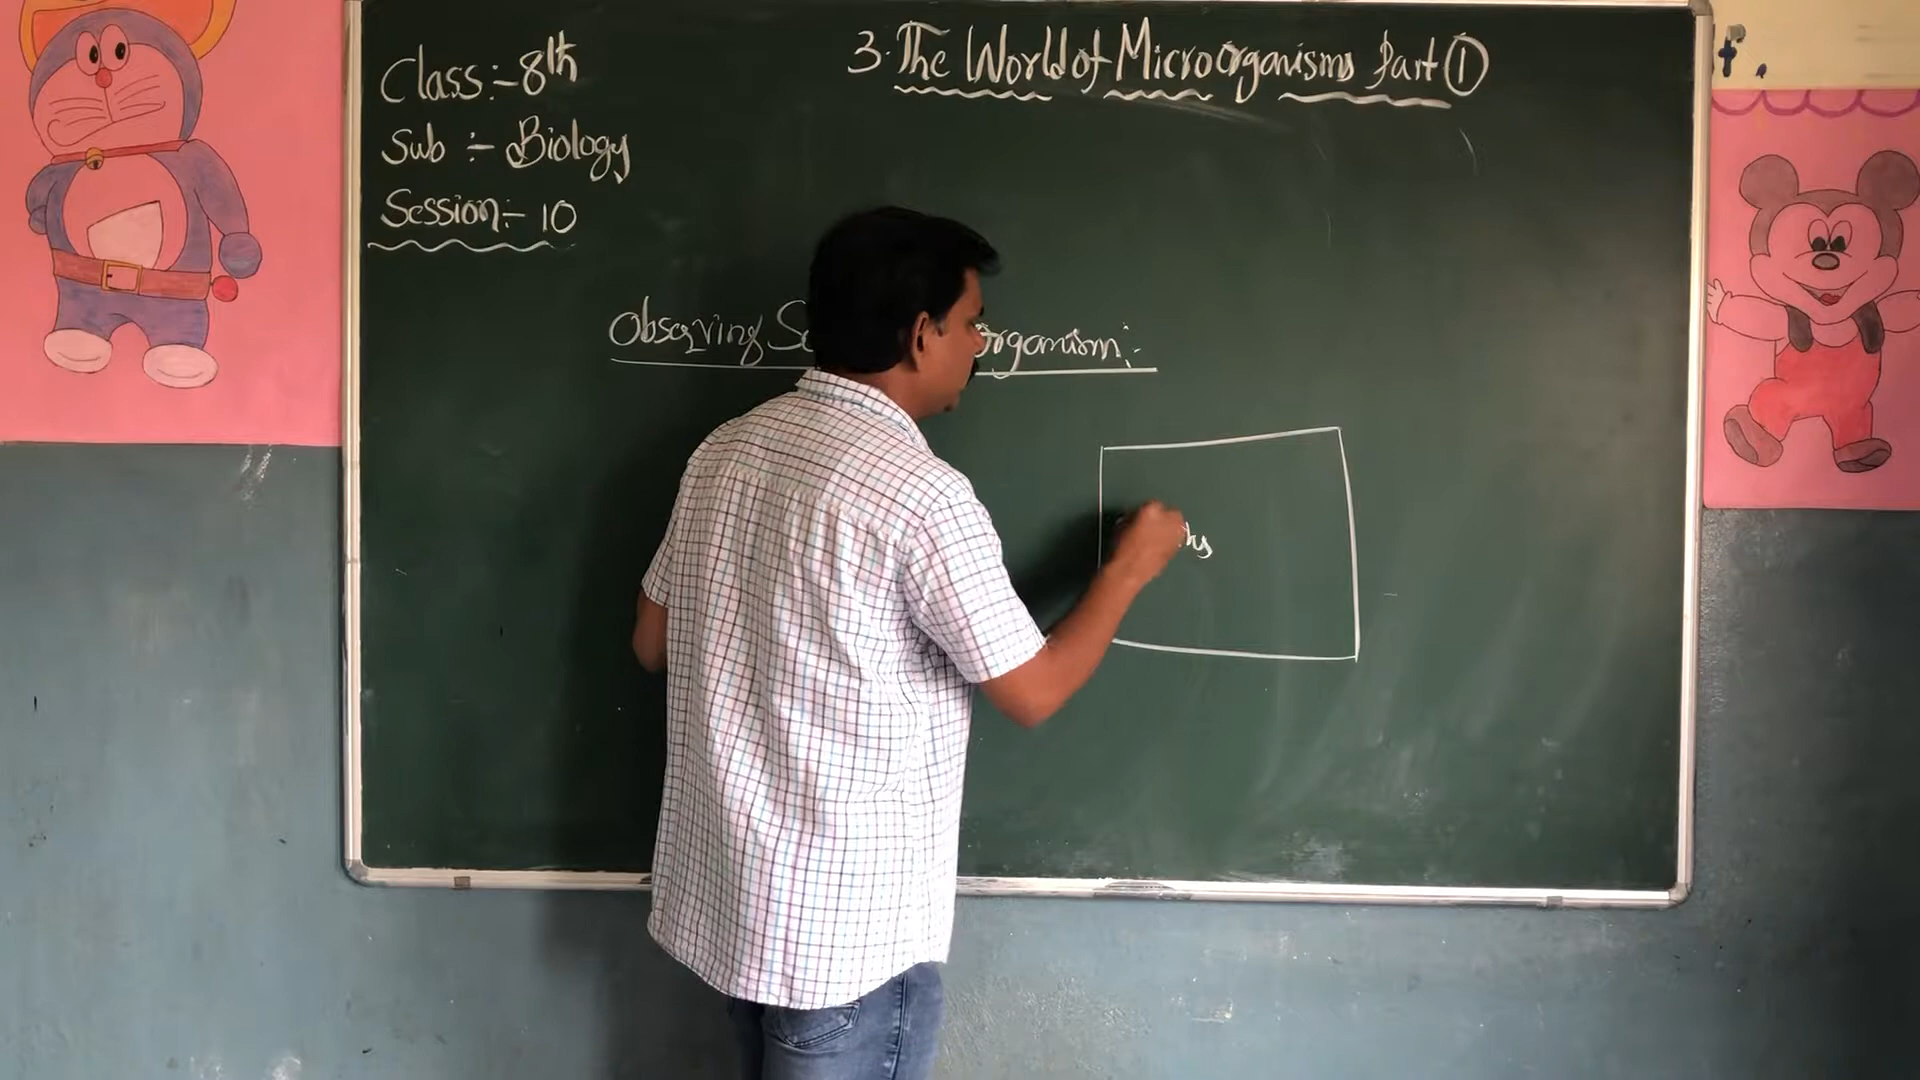 3. The World of Microorganisms Part ①
Class:- 8th
Sub :- Biology
Session:- 10
Observing
organism:-